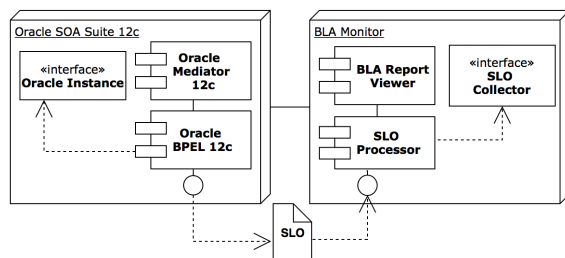 Oracle SOA Suite 12c
«interface»
Oracle Instance
Oracle
Mediator
12c
Oracle
BPEL 12c
BLA Monitor
BLA Report
Viewer
«interface»
SLO
Collector
SLO
Processor
SLO